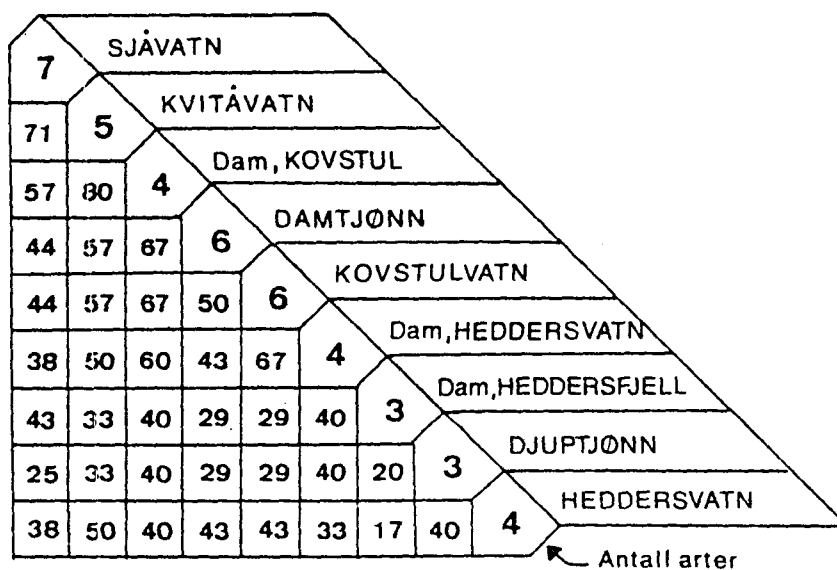 7 SJÅVATN
71 5 KVITÅVATN
57 80 4 Dam, KOVSTUL
44 57 67 6 DAMTJØNN
44 57 67 50 6 KOVSTULVATN
38 50 60 43 67 4 Dam, HEDDERSVATN
43 33 40 29 29 40 3 Dam, HEDDERSFJELL
25 33 40 29 29 40 20 3 DJUPTJØNN
38 50 40 43 43 33 17 40 4 HEDDERSVATN
Antall arter